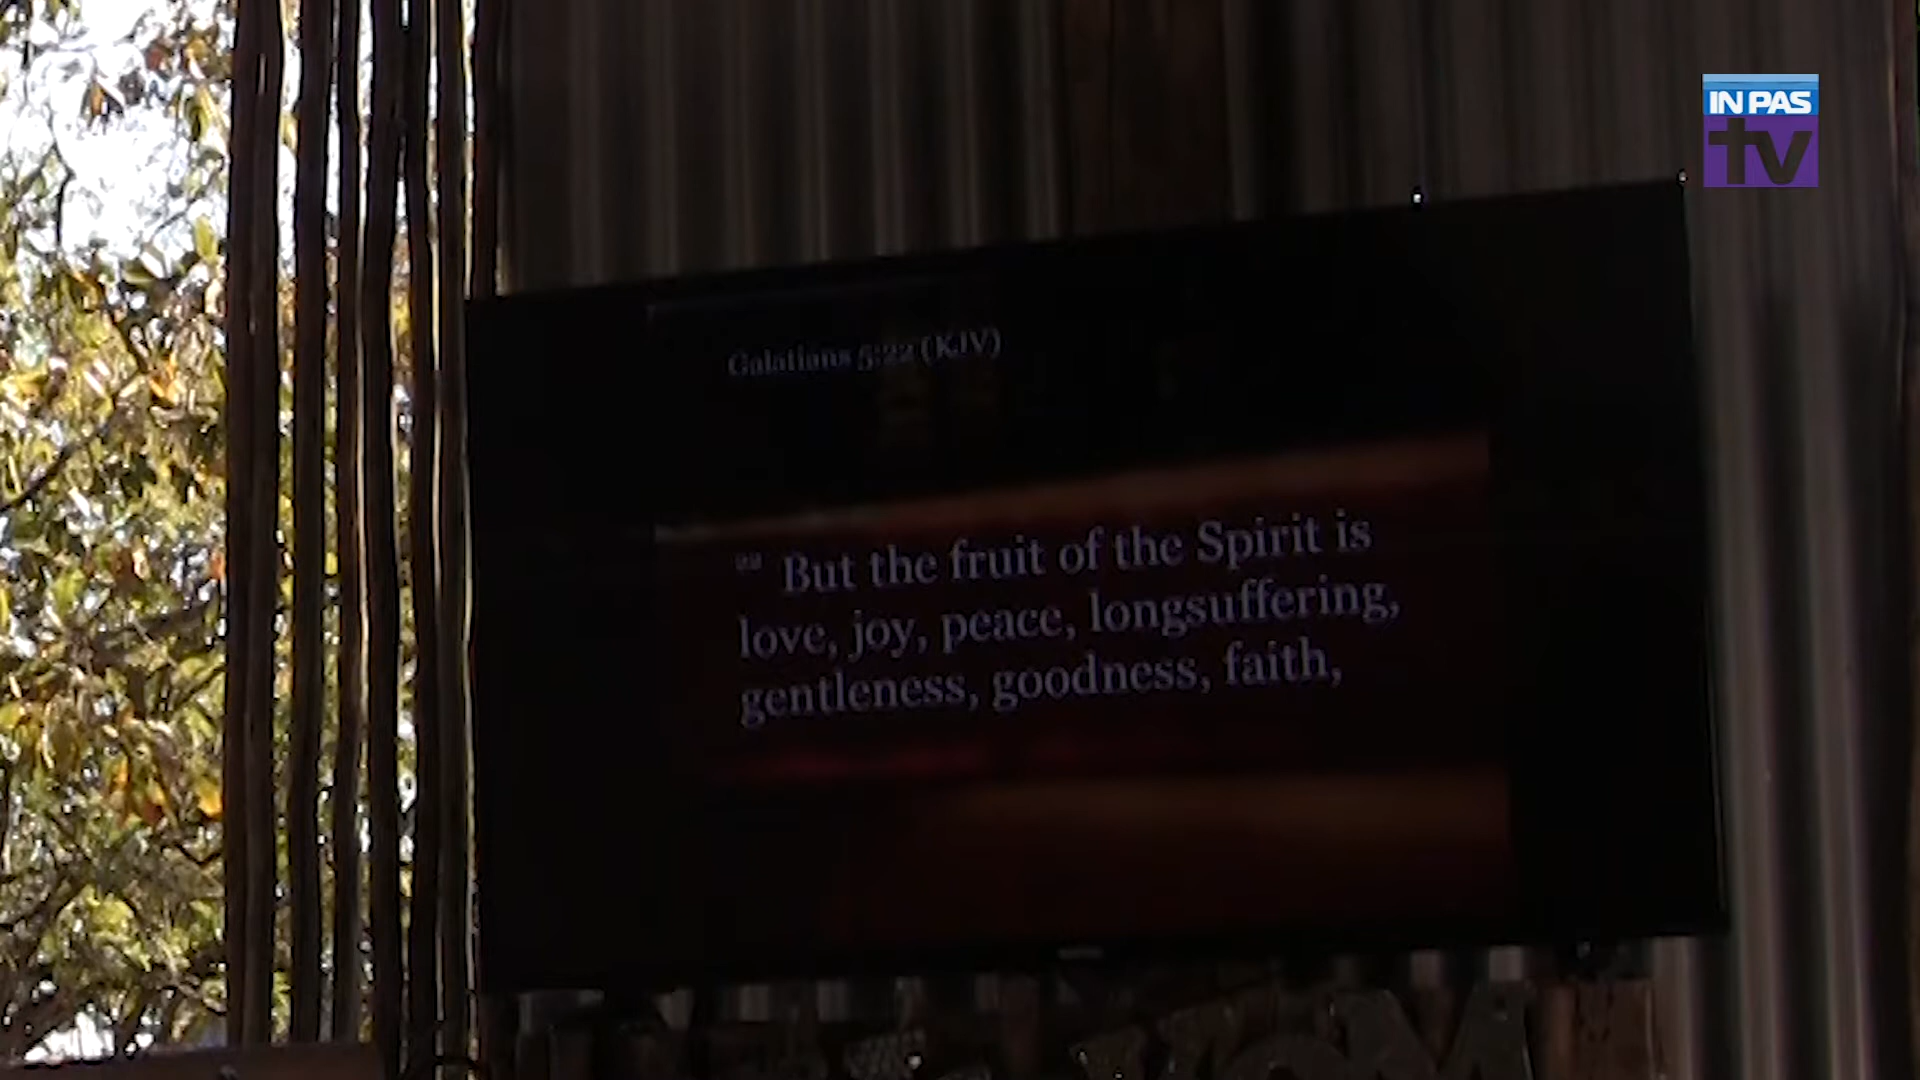 IN PAS
tv
Galatians 5:22 (KJV)
22 But the fruit of the Spirit is
love, joy, peace, longsuffering,
gentleness, goodness, faith,